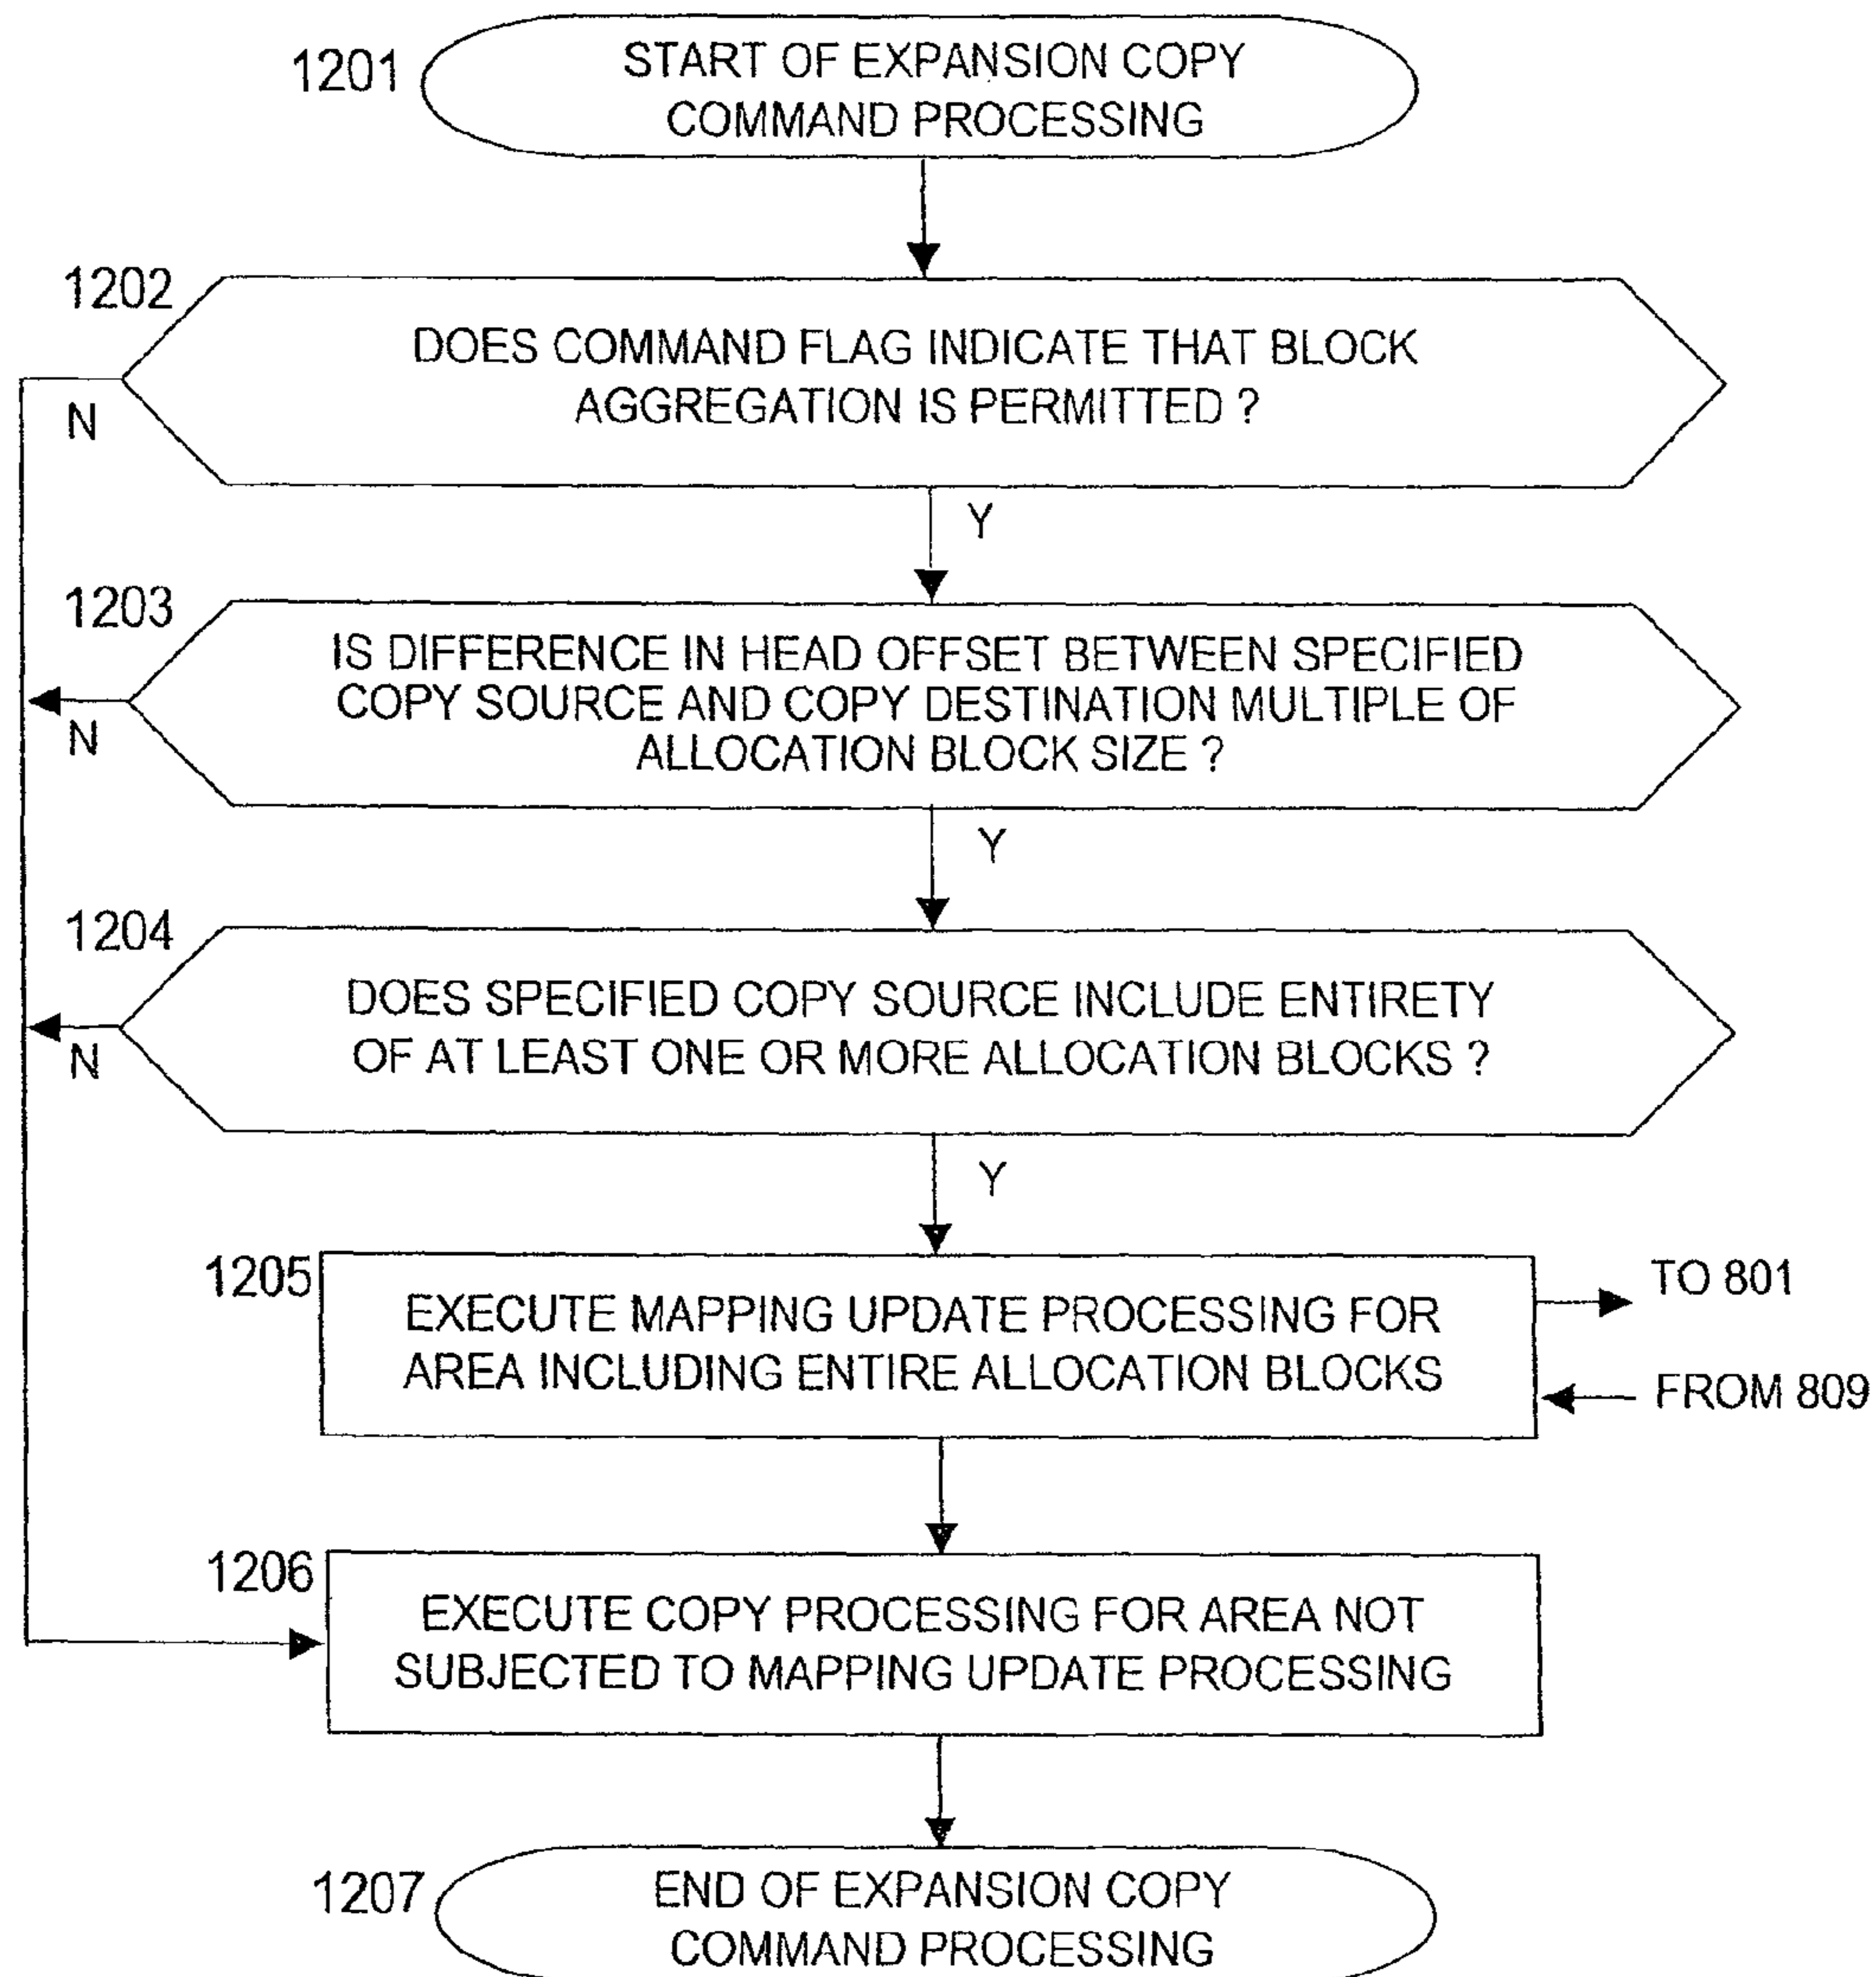 1201
START OF EXPANSION COPY
COMMAND PROCESSING
1202
DOES COMMAND FLAG INDICATE THAT BLOCK
AGGREGATION IS PERMITTED ?
N
Y
1203
IS DIFFERENCE IN HEAD OFFSET BETWEEN SPECIFIED
COPY SOURCE AND COPY DESTINATION MULTIPLE OF
ALLOCATION BLOCK SIZE ?
N
Y
1204
DOES SPECIFIED COPY SOURCE INCLUDE ENTIRETY
OF AT LEAST ONE OR MORE ALLOCATION BLOCKS ?
N
Y
1205
EXECUTE MAPPING UPDATE PROCESSING FOR
AREA INCLUDING ENTIRE ALLOCATION BLOCKS
TO 801
FROM 809
1206
EXECUTE COPY PROCESSING FOR AREA NOT
SUBJECTED TO MAPPING UPDATE PROCESSING
1207
END OF EXPANSION COPY
COMMAND PROCESSING